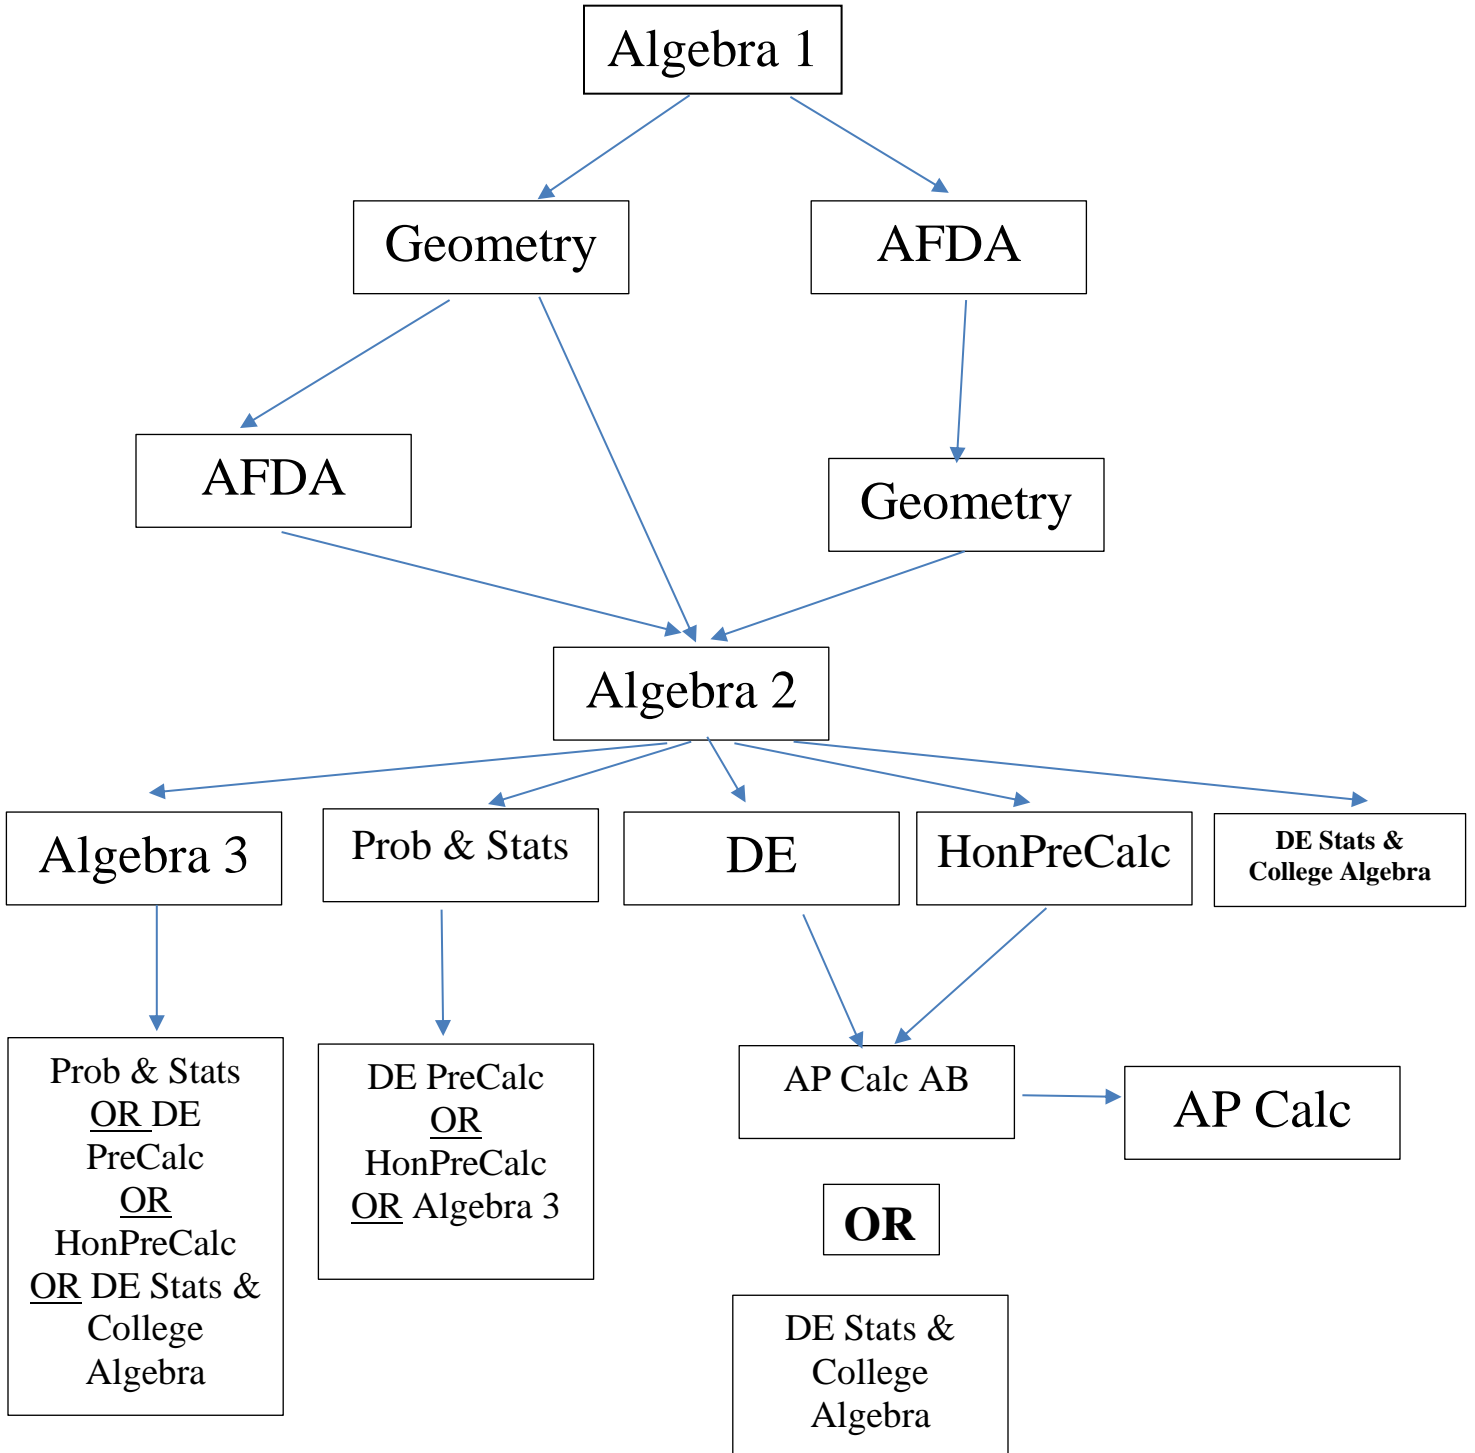 Algebra 1
Geometry
AFDA
AFDA
Geometry
Algebra 2
Algebra 3
Prob & Stats
DE
HonPreCalc
DE Stats &
College Algebra
Prob & Stats
OR DE
PreCalc
OR
HonPreCalc
OR DE Stats &
College
Algebra
DE PreCalc
OR
HonPreCalc
OR Algebra 3
AP Calc AB
AP Calc
OR
DE Stats &
College
Algebra